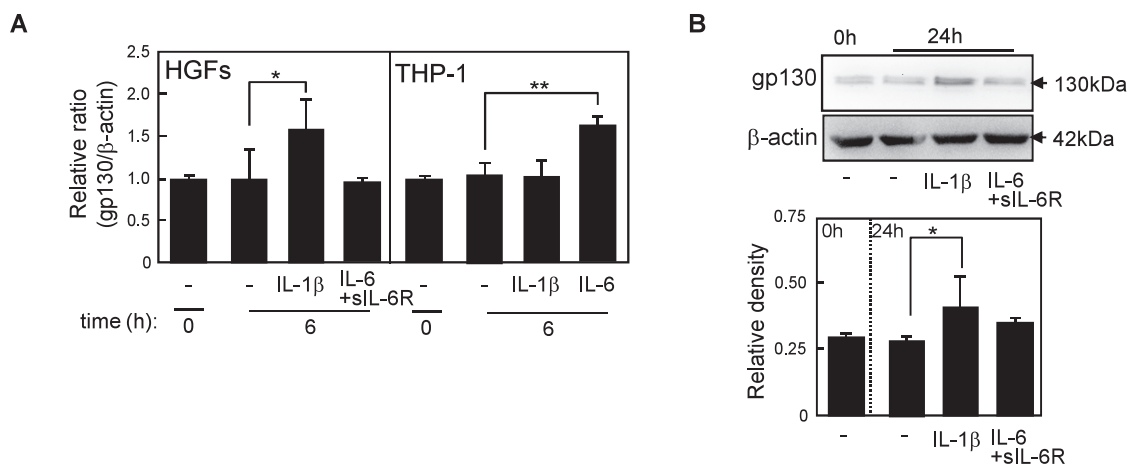 A
Relative ratio
(gp130/β-actin)
2.5
2.0
1.5
1.0
0.5
0
HGFs
*
THP-1
**
- - IL-1β IL-6 - - IL-1β IL-6
+sIL-6R
time (h): 0 6 0 6
B
0h 24h
gp130 130kDa
β-actin 42kDa
- - IL-1β IL-6
+sIL-6R
Relative density
0.75
0.50
0.25
0
0h 24h
*
- - IL-1β IL-6
+sIL-6R